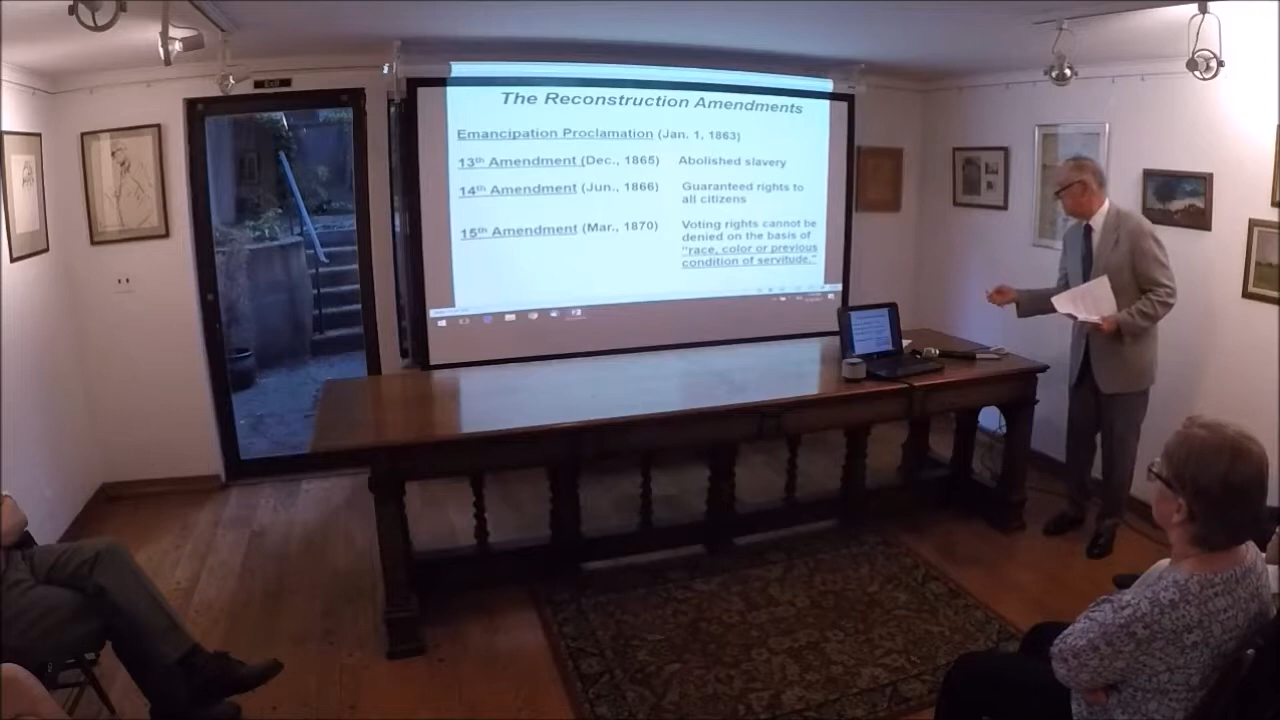 Exit
The Reconstruction Amendments
Emancipation Proclamation (Jan. 1, 1863)
13th Amendment (Dec., 1865) Abolished slavery
14th Amendment (Jun., 1866) Guaranteed rights to
all citizens
15th Amendment (Mar., 1870) Voting rights cannot be
denied on the basis of
"race, color or previous
condition of servitude."